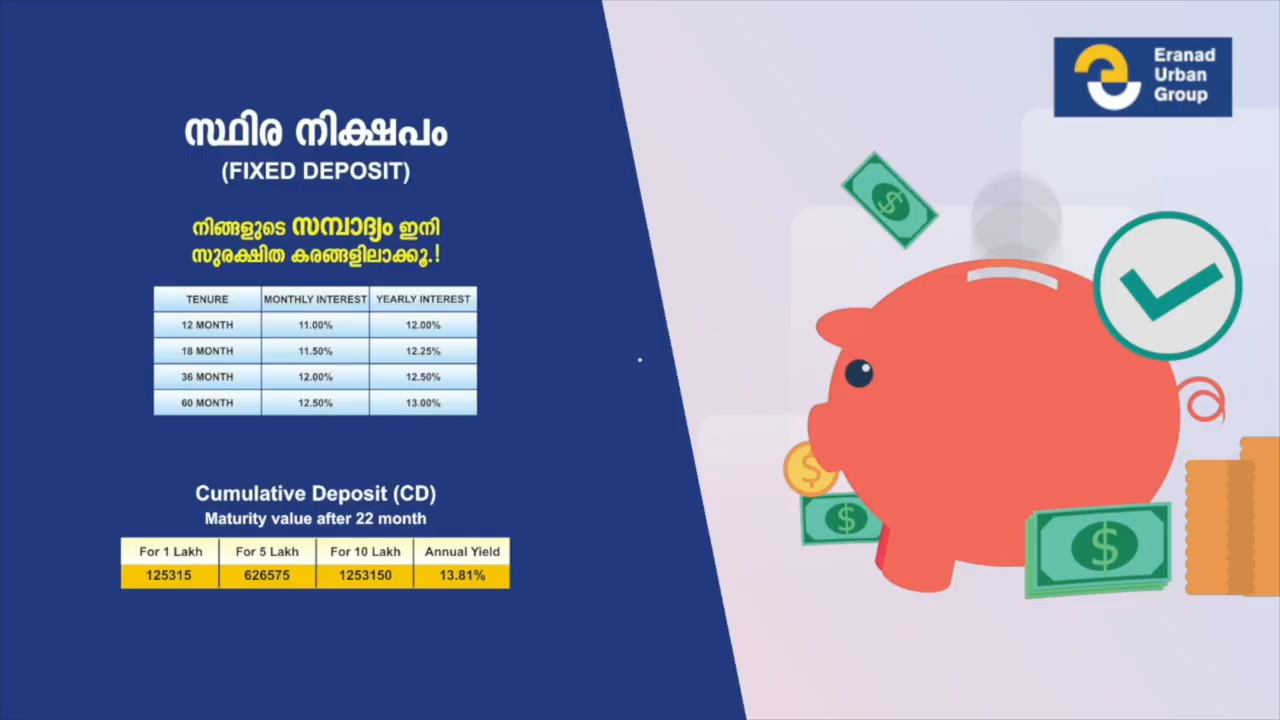 Eranad
Urban
Group
സ്ഥിര നിക്ഷപം
(FIXED DEPOSIT)
നിങ്ങളുടെ സമ്പാദ്യം ഇനി
സുരക്ഷിത കരങ്ങളിലാക്കൂ.!
TENURE MONTHLY INTEREST YEARLY INTEREST
12 MONTH 11.00% 12.00%
18 MONTH 11.50% 12.25%
36 MONTH 12.00% 12.50%
60 MONTH 12.50% 13.00%
Cumulative Deposit (CD)
Maturity value after 22 month
For 1 Lakh For 5 Lakh For 10 Lakh Annual Yield
125315 626575 1253150 13.81%
$
$
$
$